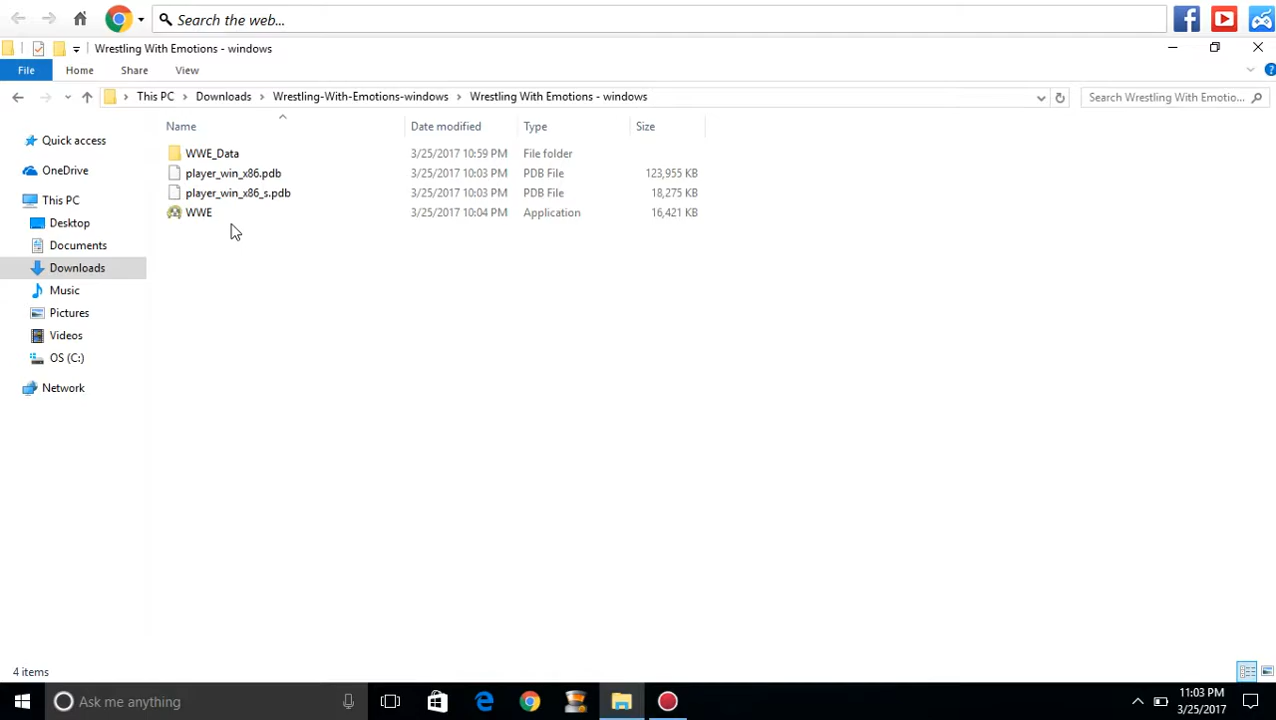 Search the web...
Wrestling With Emotions - windows
File Home Share View
This PC > Downloads > Wrestling-With-Emotions-windows > Wrestling With Emotions - windows
Search Wrestling With Emotio...
Name Date modified Type Size
Quick access
OneDrive
This PC
Desktop
Documents
Downloads
Music
Pictures
Videos
OS (C:)
Network
WWE_Data 3/25/2017 10:59 PM File folder
player_win_x86.pdb 3/25/2017 10:03 PM PDB File 123,955 KB
player_win_x86_s.pdb 3/25/2017 10:03 PM PDB File 18,275 KB
WWE 3/25/2017 10:04 PM Application 16,421 KB
4 items
Ask me anything
11:03 PM
3/25/2017